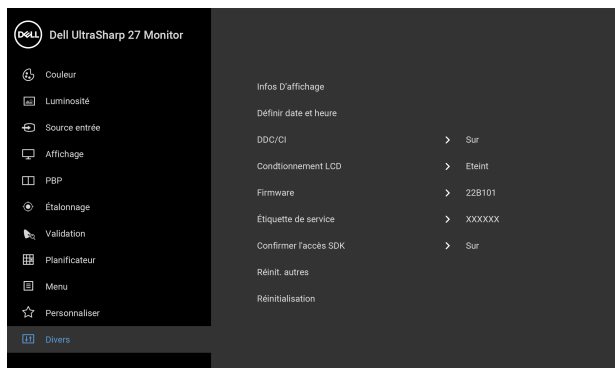 DELL Dell UltraSharp 27 Monitor
Couleur
Luminosité
Source entrée
Affichage
PBP
Étalonnage
Validation
Planificateur
Menu
Personnaliser
Divers
Infos D'affichage
Définir date et heure
DDC/CI > Sur
Condtionnement LCD > Eteint
Firmware > 22B101
Étiquette de service > XXXXXX
Confirmer l'accès SDK > Sur
Réinit. autres
Réinitialisation